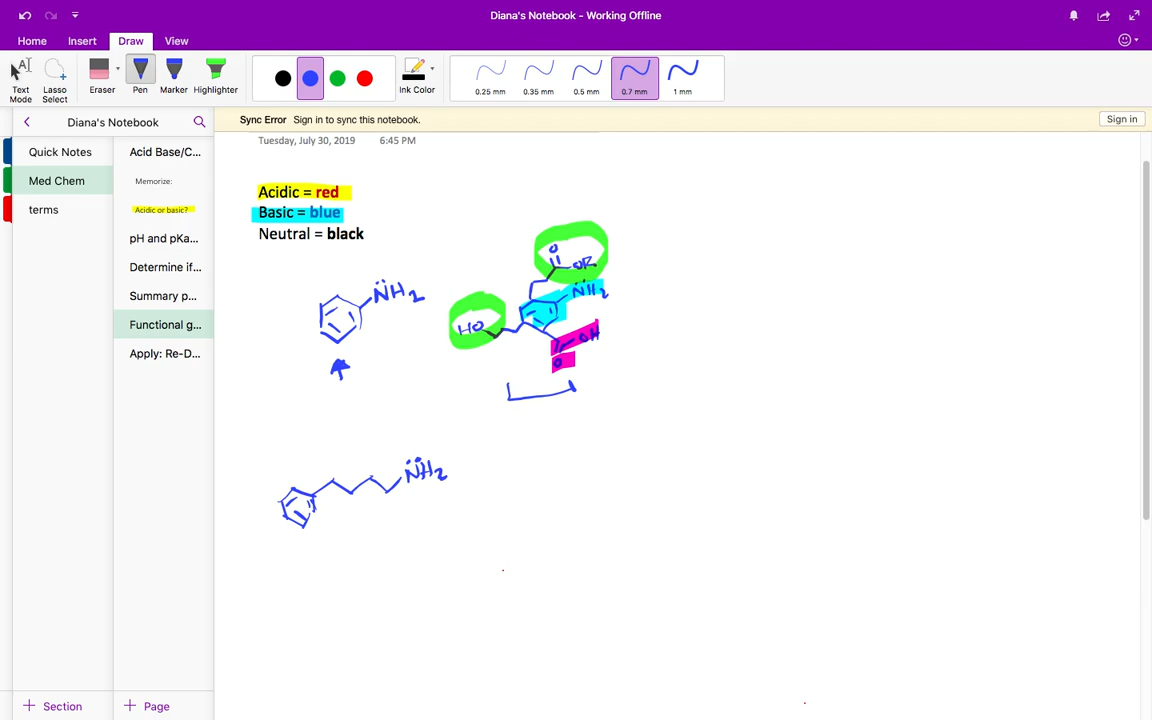 Diana's Notebook - Working Offline
Home Insert Draw View
Text Mode
Lasso Select
Eraser
Pen
Marker
Highlighter
Ink Color
0.25 mm
0.35 mm
0.5 mm
0.7 mm
1 mm
Diana's Notebook
Sync Error Sign in to sync this notebook.
Sign in
Quick Notes
Med Chem
terms
Acid Base/C...
Memorize:
Acidic or basic?
pH and pKa...
Determine if...
Summary p...
Functional g...
Apply: Re-D...
Tuesday, July 30, 2019 6:45 PM
Acidic = red
Basic = blue
Neutral = black
O
OR
NH2
NH2
HO
OH
O
NH2
+ Section
+ Page